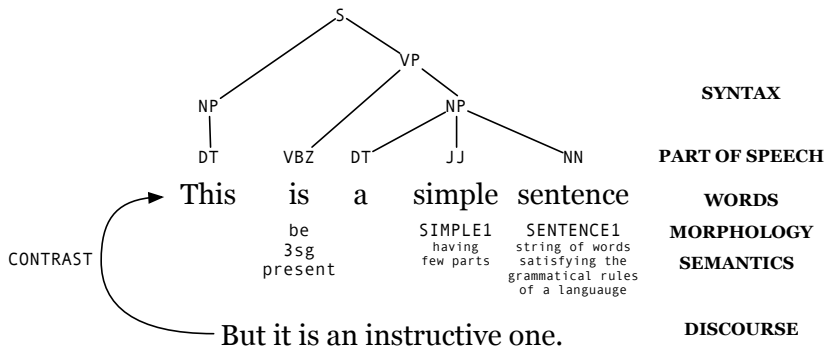 S
VP
NP NP SYNTAX
DT VBZ DT JJ NN PART OF SPEECH
This is a simple sentence WORDS
be SIMPLE1 SENTENCE1 MORPHOLOGY
3sg having string of words
present few parts satisfying the SEMANTICS
CONTRAST grammatical rules
of a languauge
But it is an instructive one. DISCOURSE